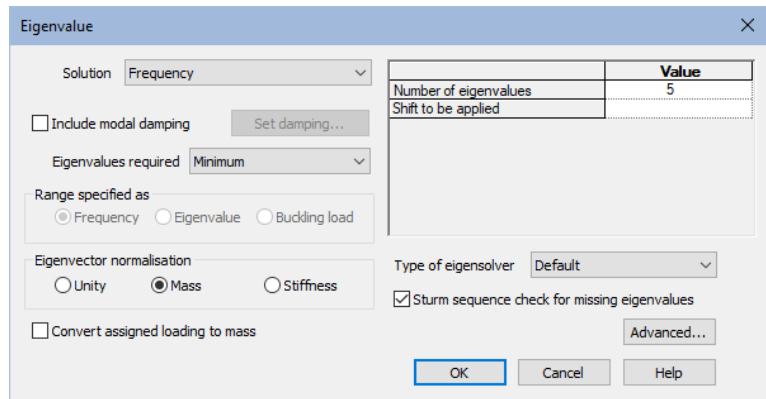 Eigenvalue
Solution Frequency
Include modal damping Set damping...
Eigenvalues required Minimum
Range specified as
Frequency Eigenvalue Buckling load
Eigenvector normalisation
Unity Mass Stiffness
Convert assigned loading to mass
Value
Number of eigenvalues 5
Shift to be applied
Type of eigensolver Default
Sturm sequence check for missing eigenvalues
Advanced...
OK Cancel Help